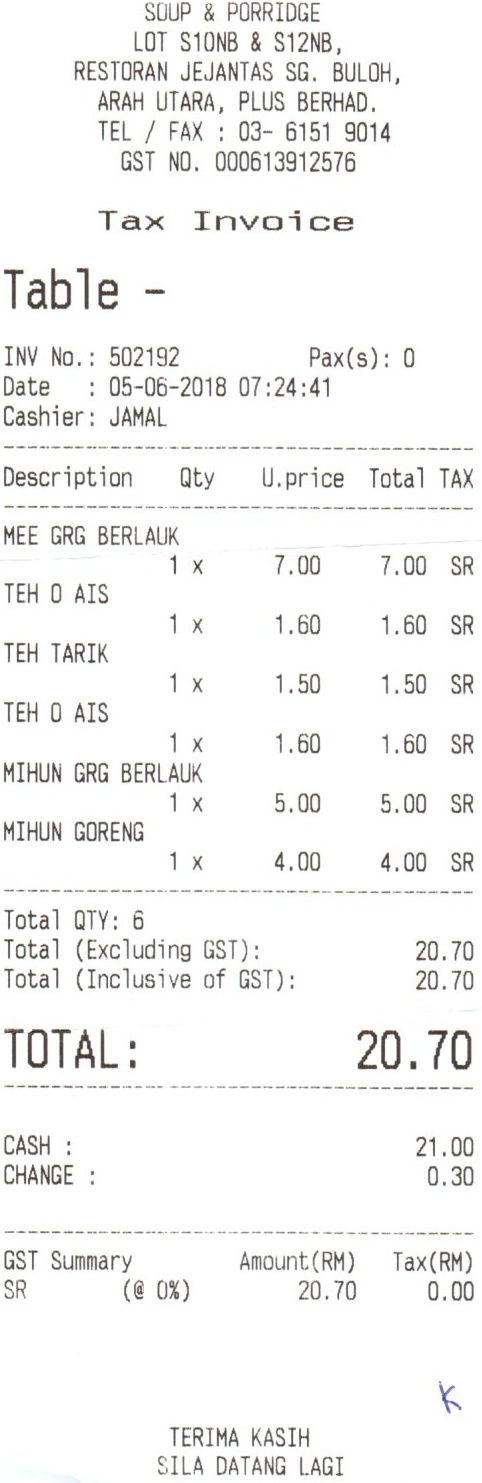 SOUP & PORRIDGE
LOT S10NB & S12NB,
RESTORAN JEJANTAS SG. BULOH,
ARAH UTARA, PLUS BERHAD.
TEL / FAX : 03- 6151 9014
GST NO. 000613912576
Tax Invoice
Table -
INV No.: 502192 Pax(s): 0
Date : 05-06-2018 07:24:41
Cashier: JAMAL
Description Qty U.price Total TAX
MEE GRG BERLAUK
1 x 7.00 7.00 SR
TEH O AIS
1 x 1.60 1.60 SR
TEH TARIK
1 x 1.50 1.50 SR
TEH O AIS
1 x 1.60 1.60 SR
MIHUN GRG BERLAUK
1 x 5.00 5.00 SR
MIHUN GORENG
1 x 4.00 4.00 SR
Total QTY: 6
Total (Excluding GST): 20.70
Total (Inclusive of GST): 20.70
TOTAL: 20.70
CASH : 21.00
CHANGE : 0.30
GST Summary Amount(RM) Tax(RM)
SR (@ 0%) 20.70 0.00
K
TERIMA KASIH
SILA DATANG LAGI